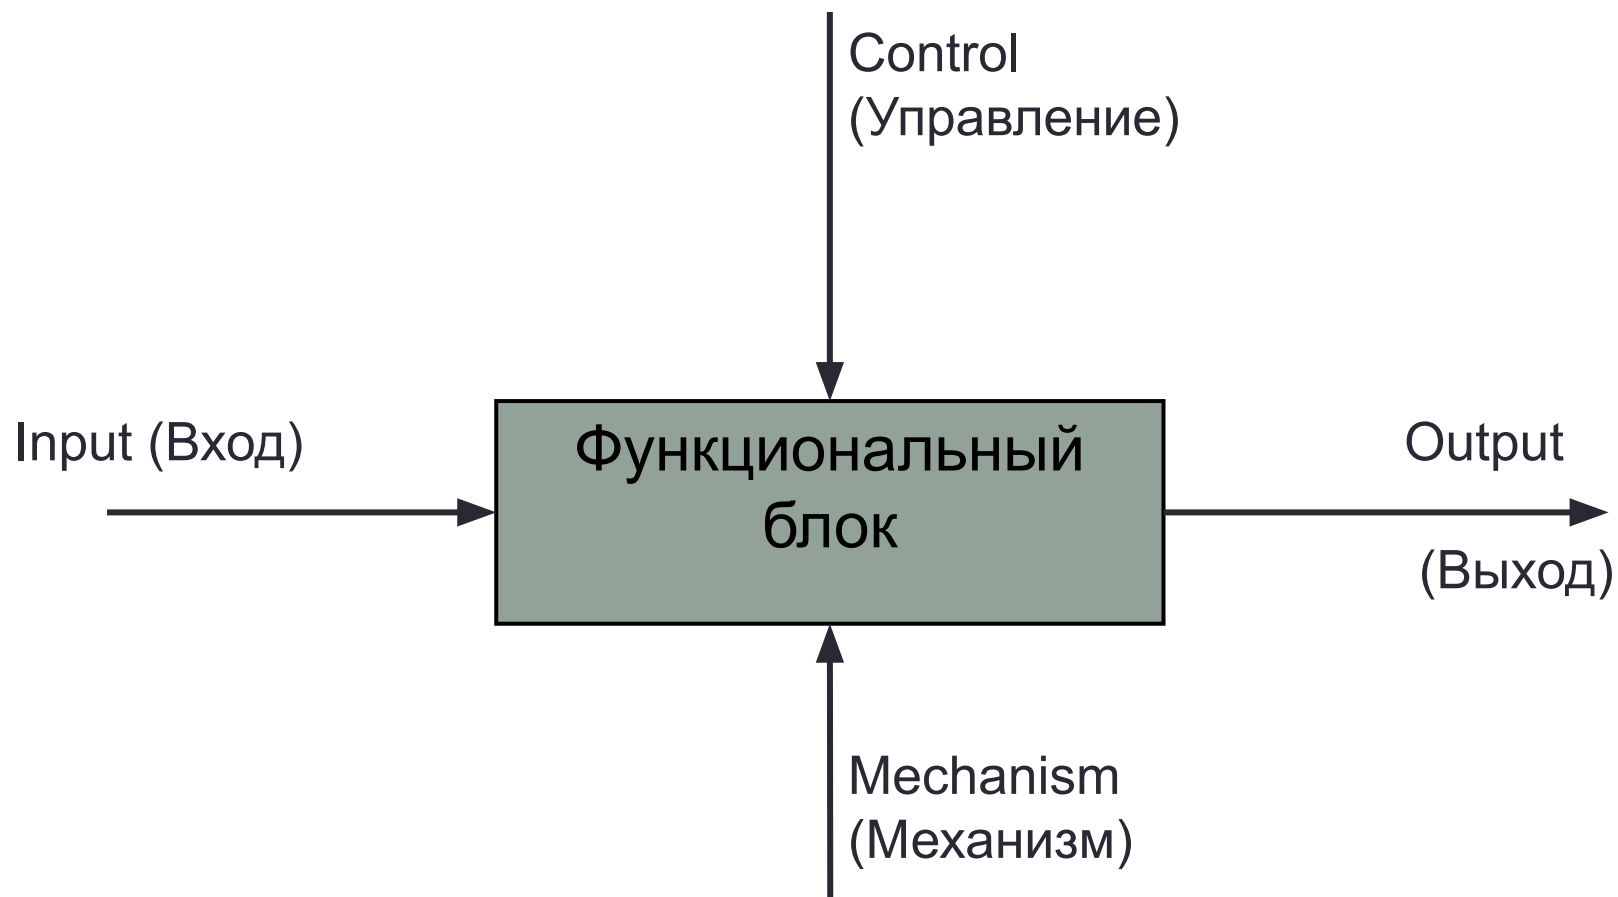 Control
(Управление)
Input (Вход)
Функциональный
блок
Output
(Выход)
Mechanism
(Механизм)